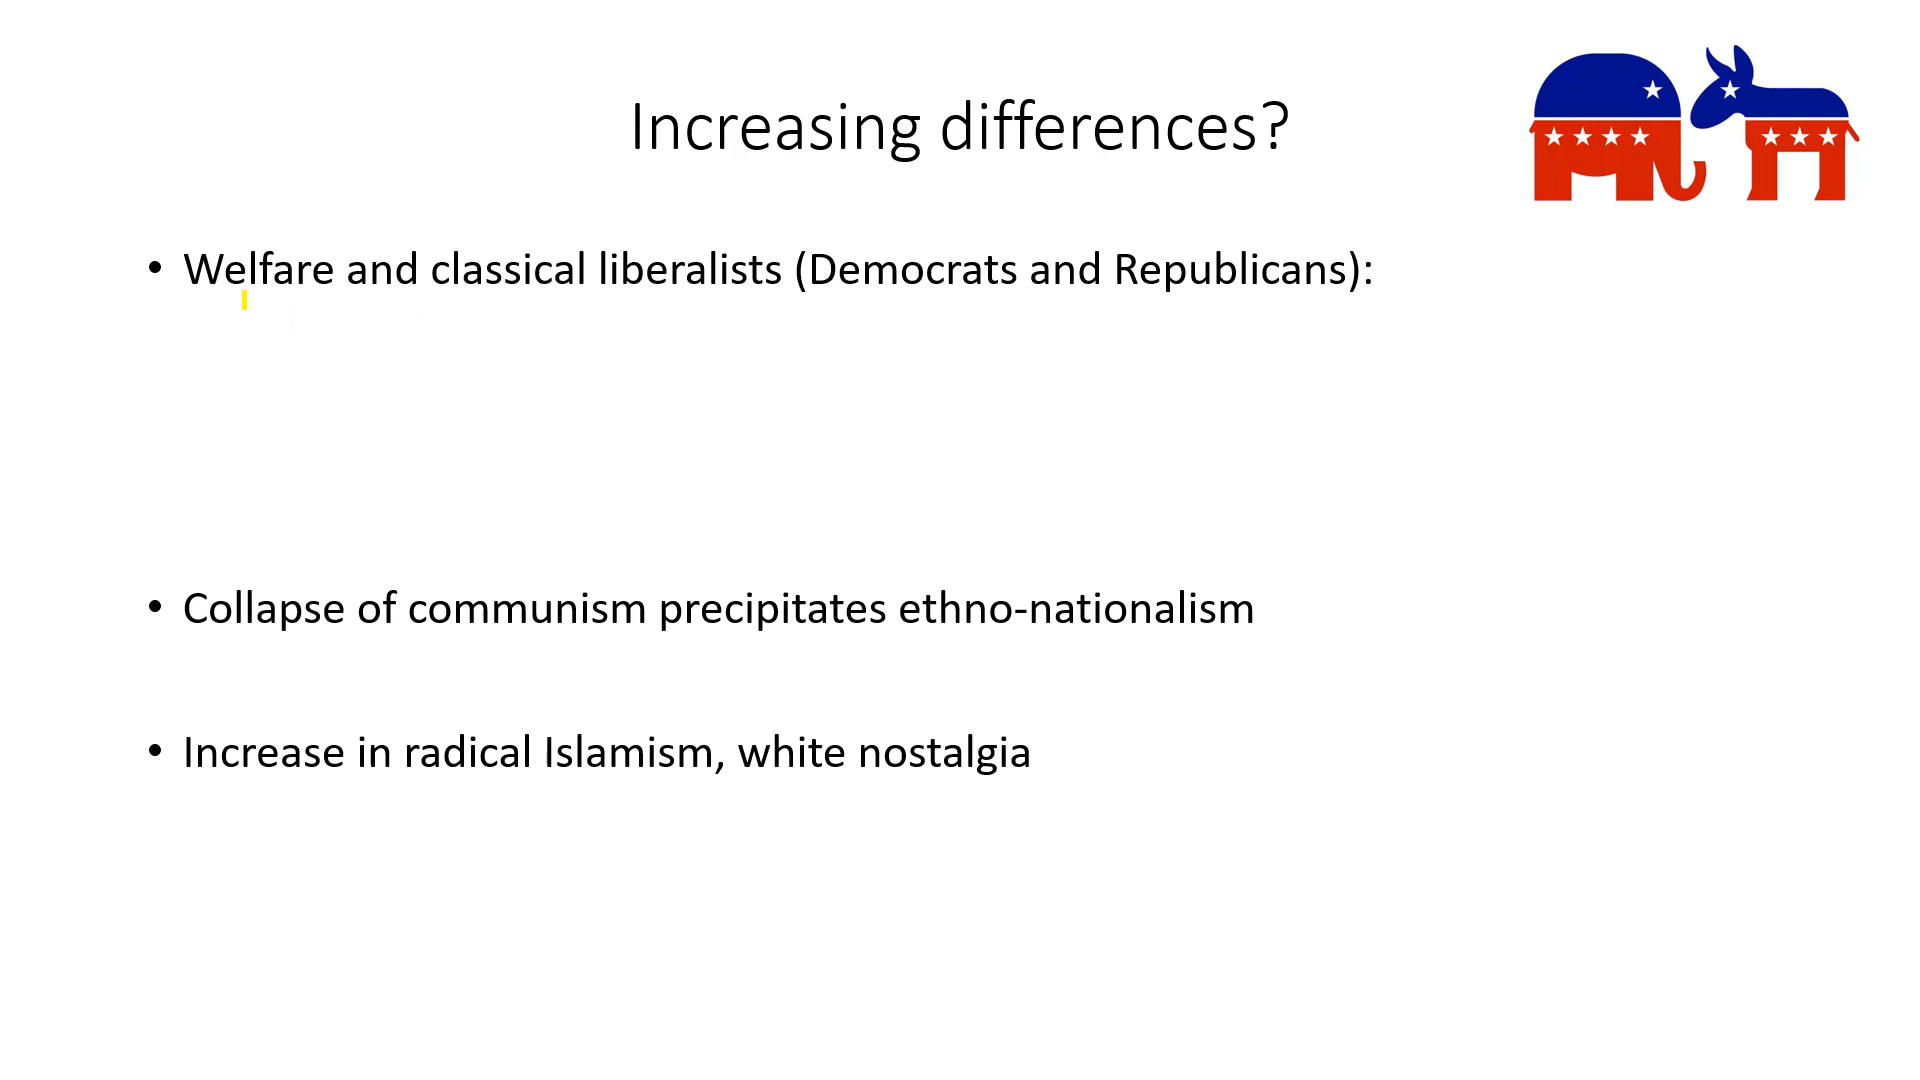 Increasing differences?
• Welfare and classical liberalists (Democrats and Republicans):
• Collapse of communism precipitates ethno-nationalism
• Increase in radical Islamism, white nostalgia